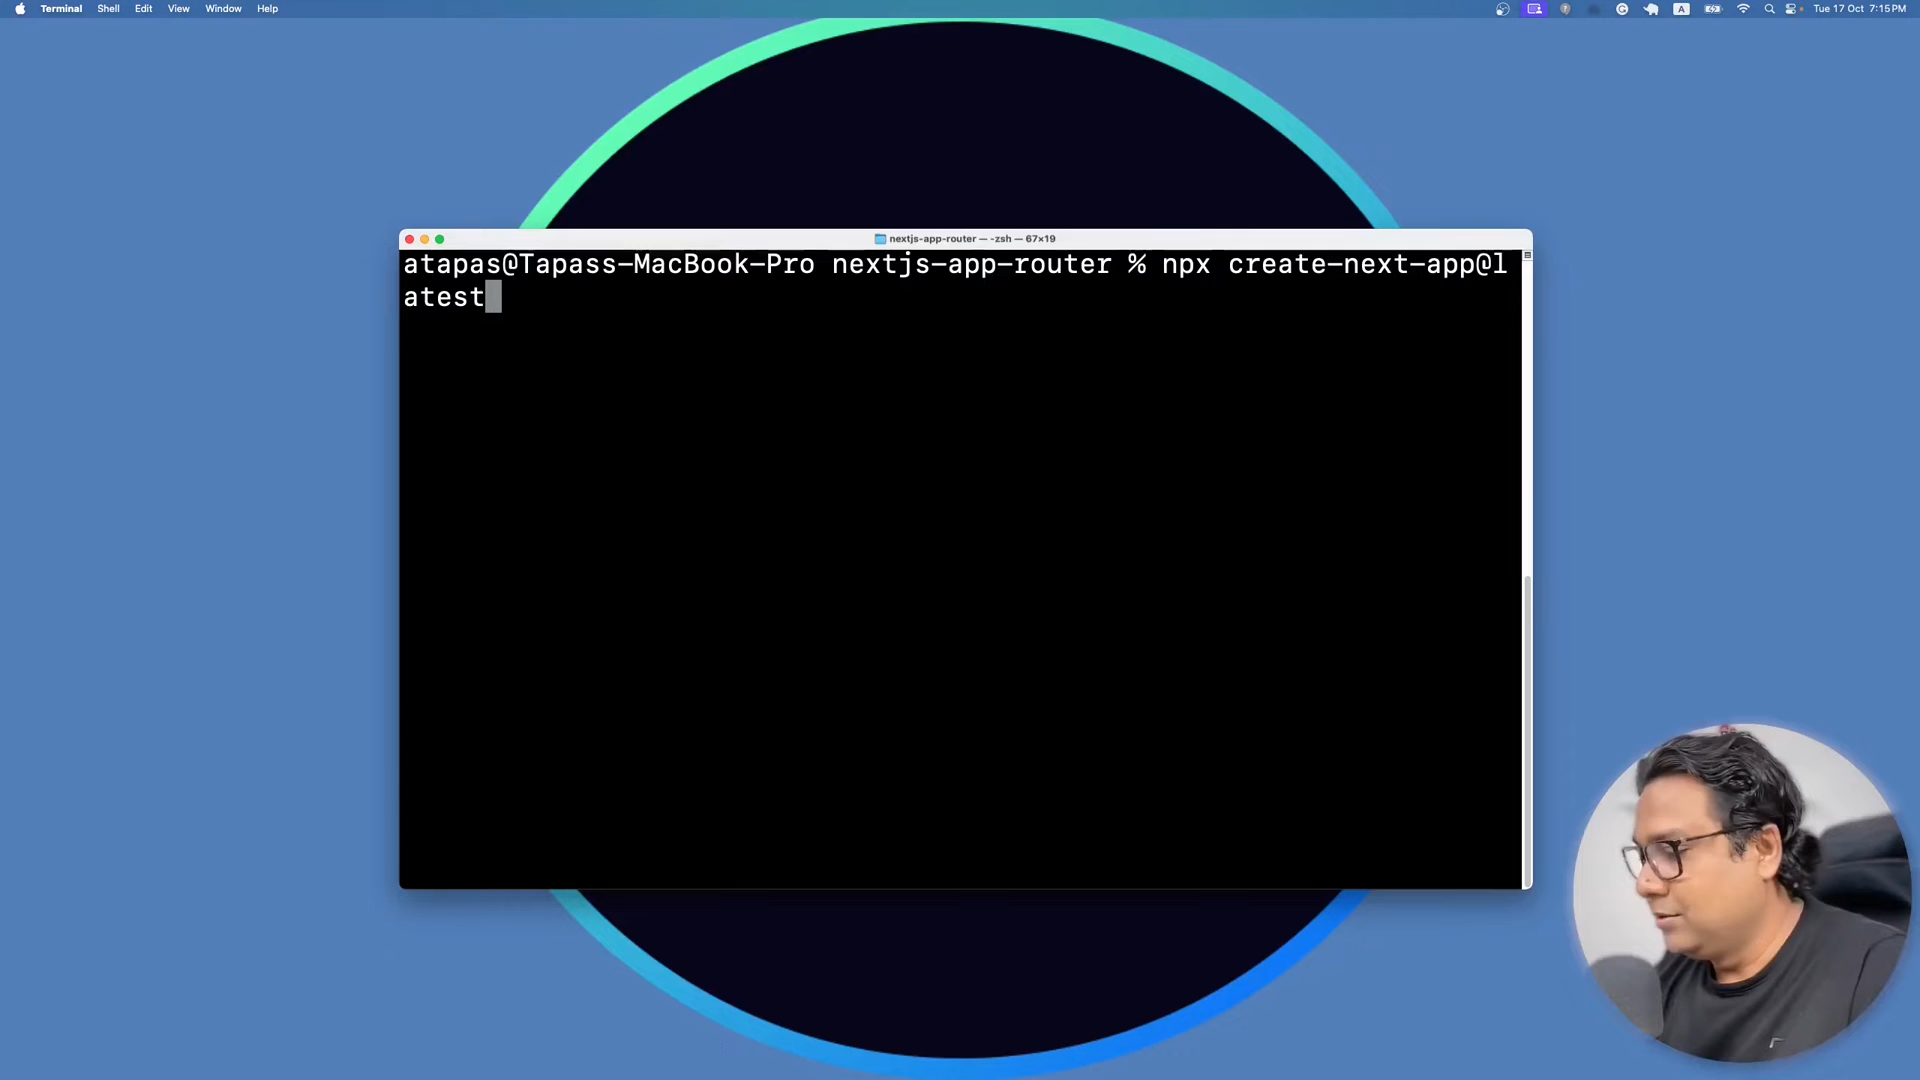 Terminal Shell Edit View Window Help
A
Tue 17 Oct 7:15 PM
nextjs-app-router — -zsh — 67×19
atapas@Tapass-MacBook-Pro nextjs-app-router % npx create-next-app@l
atest